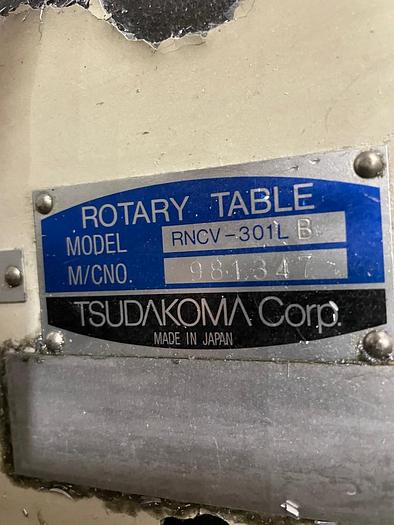 ROTARY TABLE
MODEL RNCV-301L B
M/CNO. 981347
TSUDAKOMA Corp.
MADE IN JAPAN